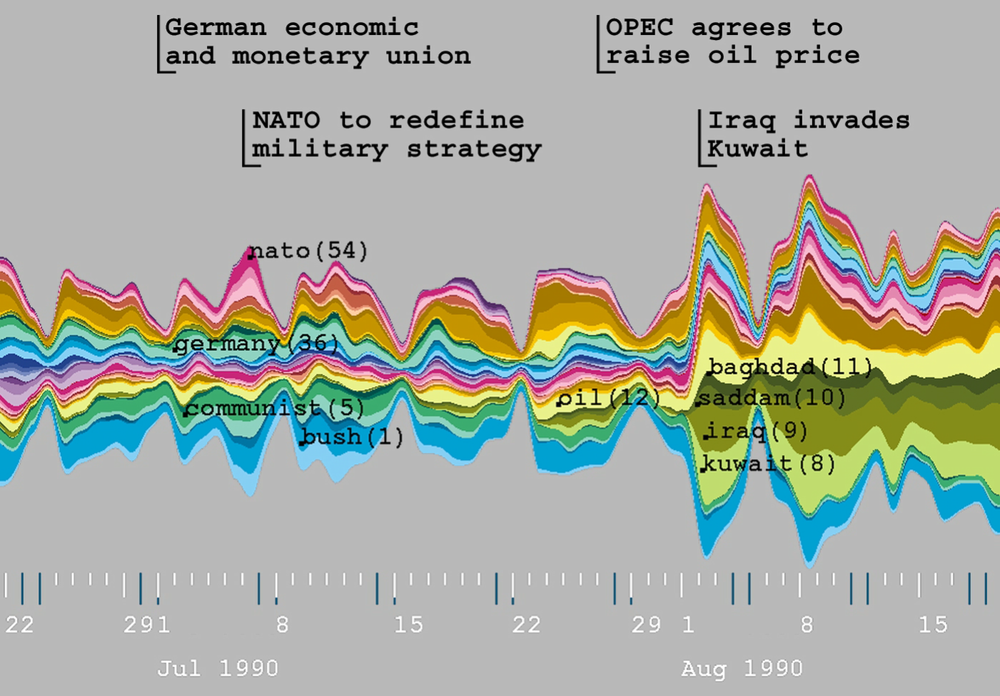 German economic
and monetary union
OPEC agrees to
raise oil price
NATO to redefine
military strategy
Iraq invades
Kuwait
nato(54)
germany(36)
communist(5)
bush(1)
oil(12)
baghdad(11)
saddam(10)
iraq(9)
kuwait(8)
22 29 1 8 15 22 29 1 8 15
Jul 1990 Aug 1990